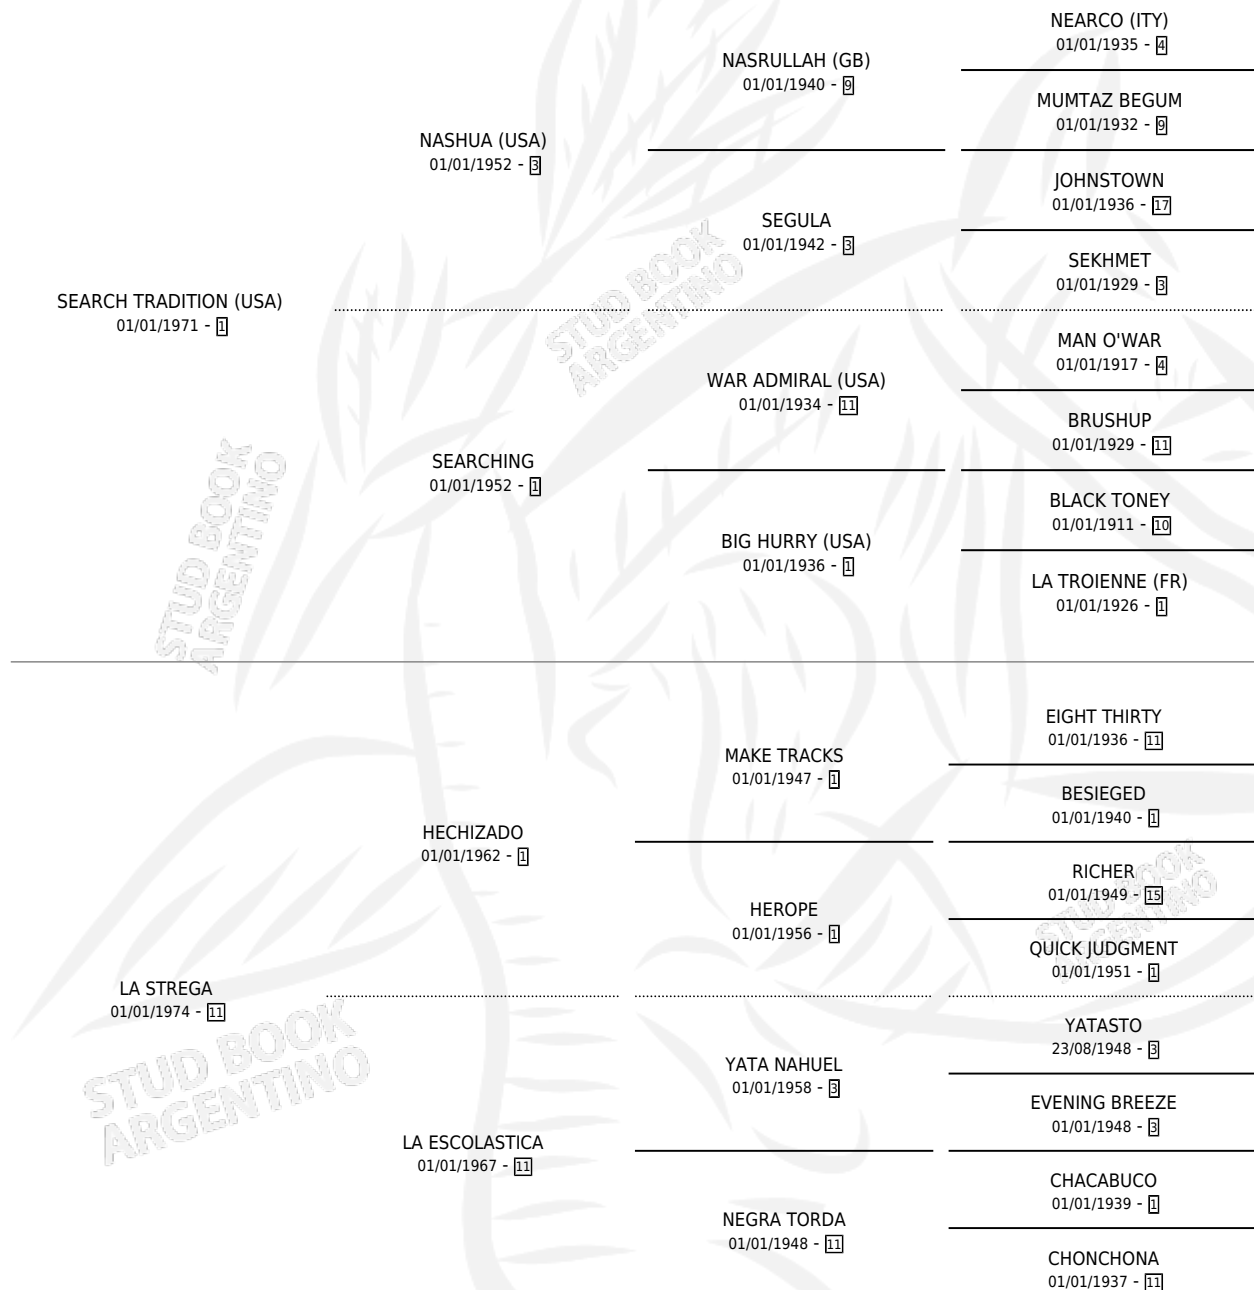 NEARCO (ITY)
01/01/1935 - 4
NASRULLAH (GB)
01/01/1940 - 9
MUMTAZ BEGUM
01/01/1932 - 9
NASHUA (USA)
01/01/1952 - 3
JOHNSTOWN
01/01/1936 - 17
SEGULA
01/01/1942 - 3
SEKHMET
01/01/1929 - 3
SEARCH TRADITION (USA)
01/01/1971 - 1
MAN O'WAR
01/01/1917 - 4
WAR ADMIRAL (USA)
01/01/1934 - 11
BRUSHUP
01/01/1929 - 11
SEARCHING
01/01/1952 - 1
BLACK TONEY
01/01/1911 - 10
BIG HURRY (USA)
01/01/1936 - 1
LA TROIENNE (FR)
01/01/1926 - 1
EIGHT THIRTY
01/01/1936 - 11
MAKE TRACKS
01/01/1947 - 1
BESIEGED
01/01/1940 - 1
HECHIZADO
01/01/1962 - 1
RICHER
01/01/1949 - 15
HEROPE
01/01/1956 - 1
QUICK JUDGMENT
01/01/1951 - 1
LA STREGA
01/01/1974 - 11
YATASTO
23/08/1948 - 3
YATA NAHUEL
01/01/1958 - 3
EVENING BREEZE
01/01/1948 - 3
LA ESCOLASTICA
01/01/1967 - 11
CHACABUCO
01/01/1939 - 1
NEGRA TORDA
01/01/1948 - 11
CHONCHONA
01/01/1937 - 11
STUD BOOK
ARGENTINO
STUD BOOK
ARGENTINO
STUD BOOK
ARGENTINO
STUD BOOK
ARGENTINO